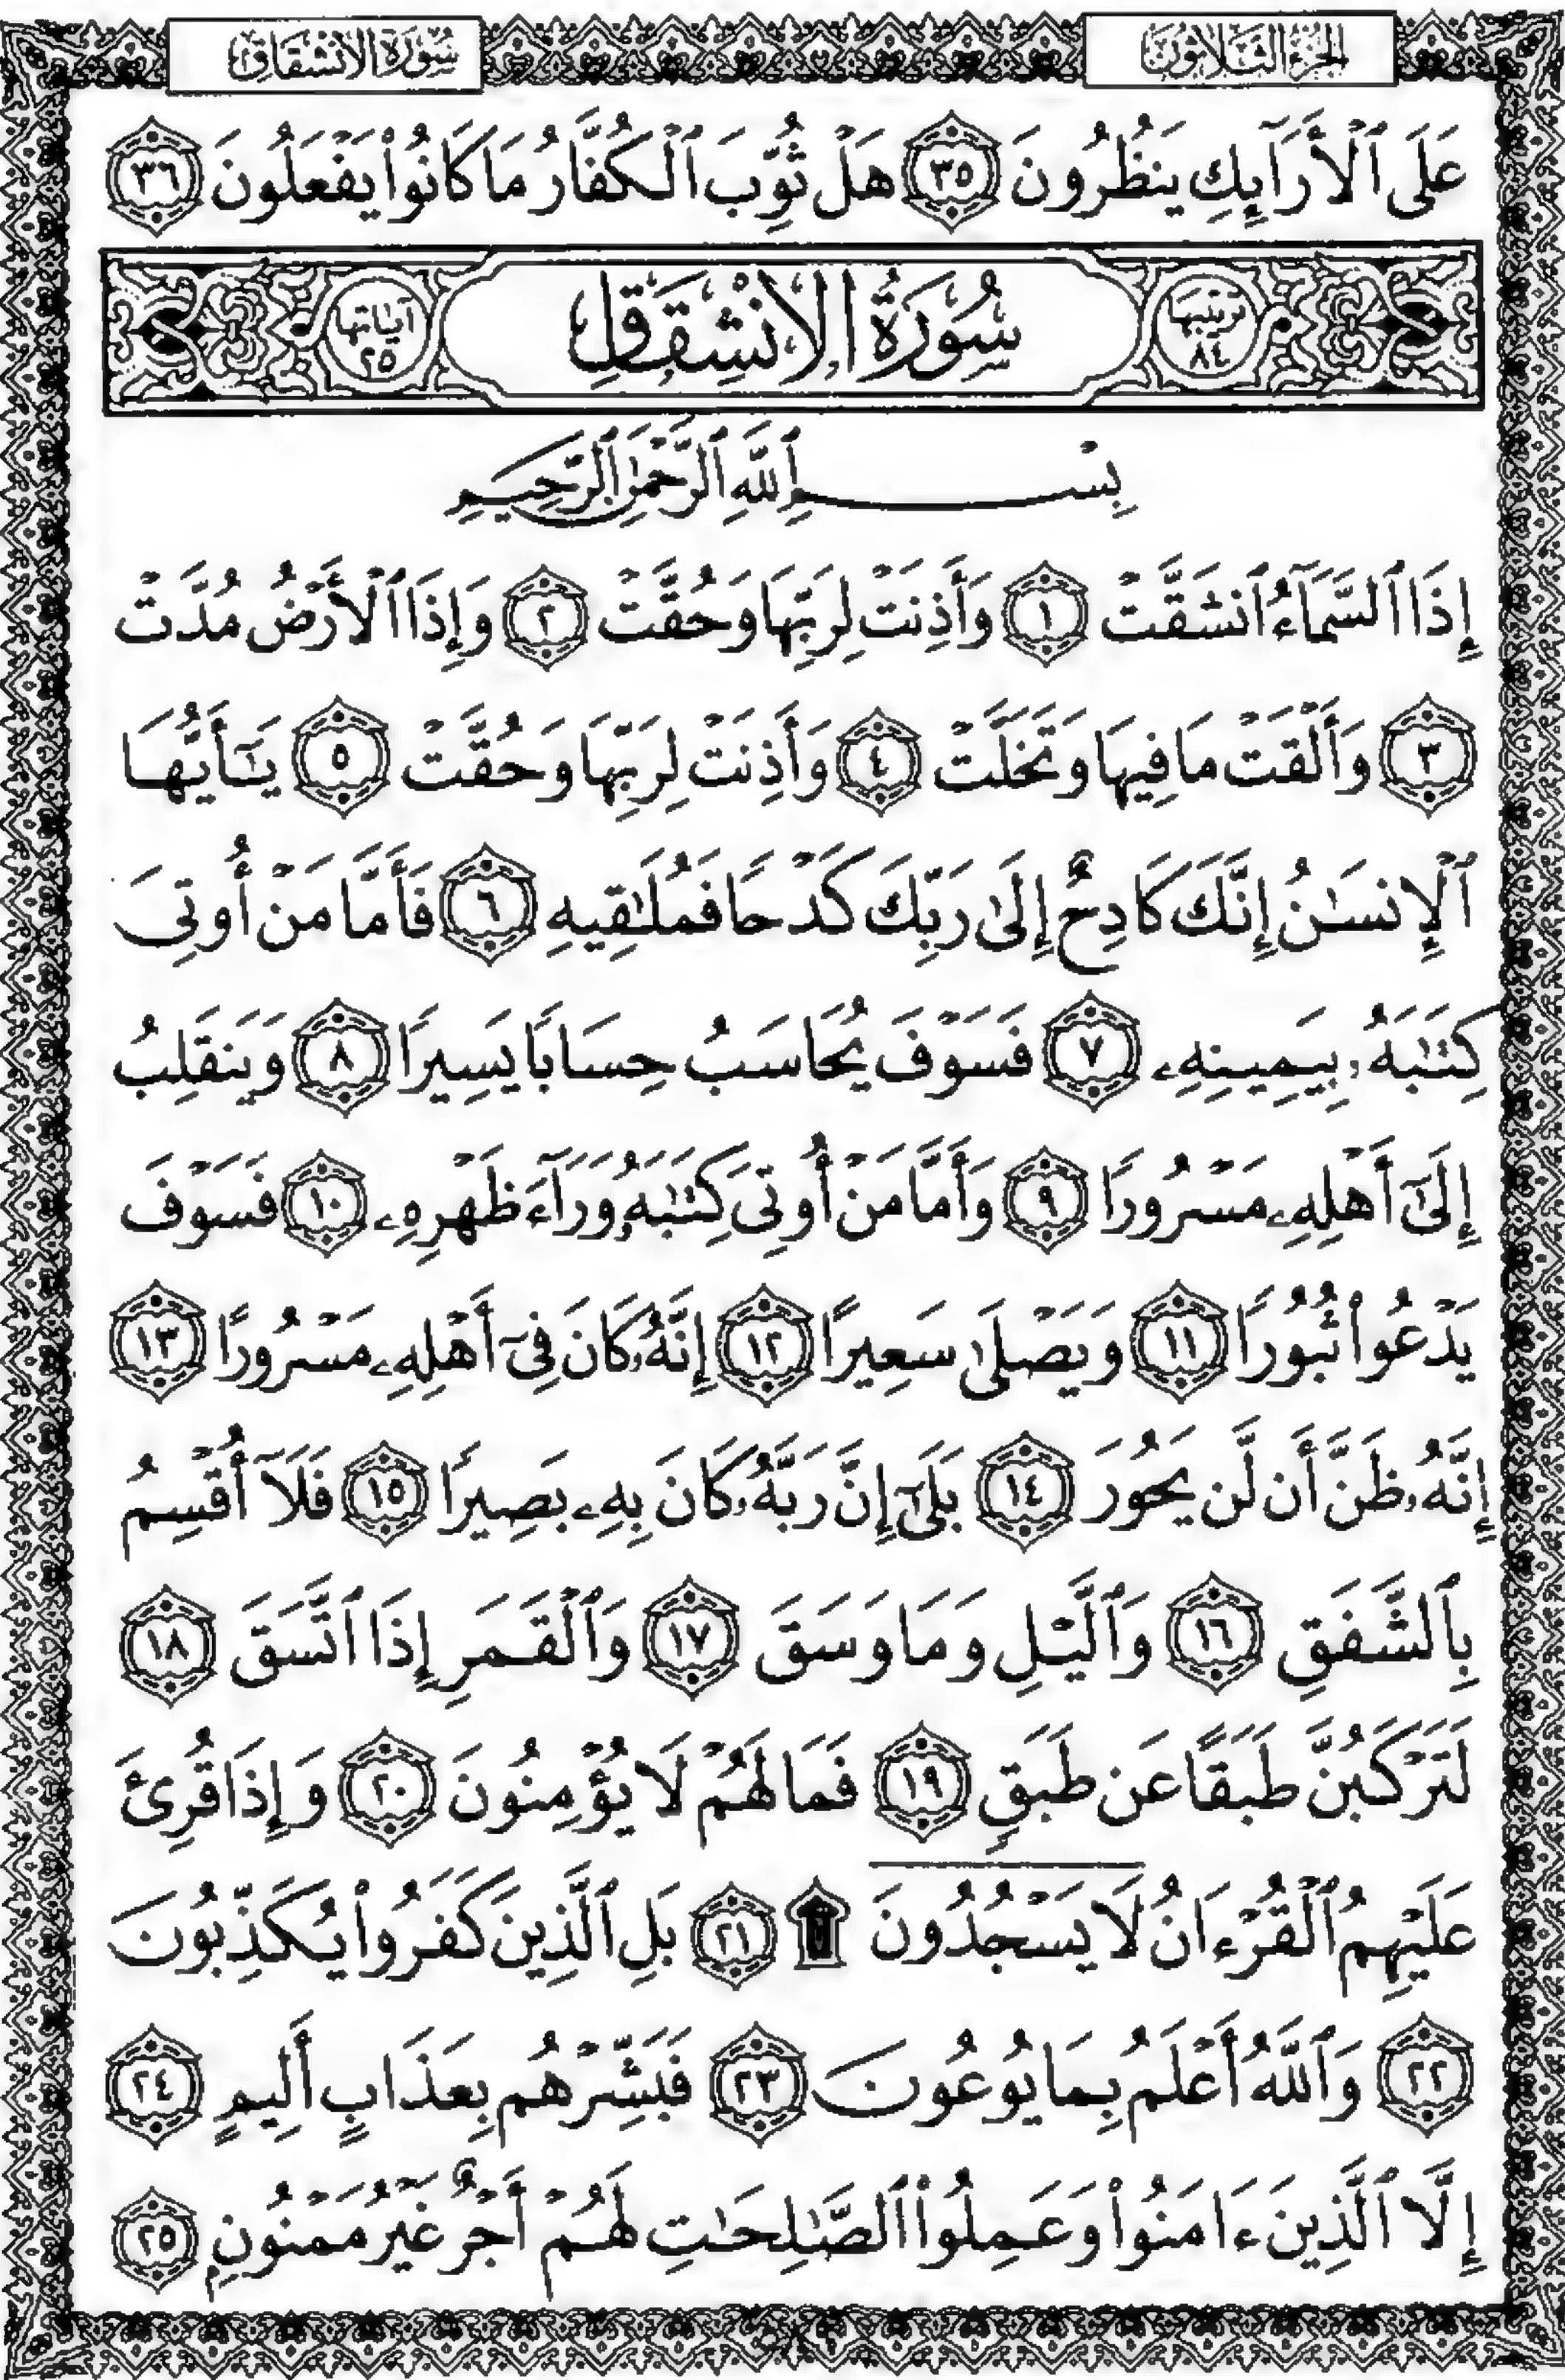 الجزء الثلاثون
سورة الانشقاق
عَلَى ٱلْأَرَآئِكِ يَنظُرُونَ ٣٥ هَلْ ثُوِّبَ ٱلْكُفَّارُ مَا كَانُوا۟ يَفْعَلُونَ ٣٦
ترتيبها ٨٤ سُورَةُ الانْشِقَاقِ آياتها ٢٥
بِسْمِ ٱللَّهِ ٱلرَّحْمَٰنِ ٱلرَّحِيمِ
إِذَا ٱلسَّمَآءُ ٱنشَقَّتْ ١ وَأَذِنَتْ لِرَبِّهَا وَحُقَّتْ ٢ وَإِذَا ٱلْأَرْضُ مُدَّتْ
٣ وَأَلْقَتْ مَا فِيهَا وَتَخَلَّتْ ٤ وَأَذِنَتْ لِرَبِّهَا وَحُقَّتْ ٥ يَٰٓأَيُّهَا
ٱلْإِنسَٰنُ إِنَّكَ كَادِحٌ إِلَىٰ رَبِّكَ كَدْحًا فَمُلَٰقِيهِ ٦ فَأَمَّا مَنْ أُوتِىَ
كِتَٰبَهُۥ بِيَمِينِهِۦ ٧ فَسَوْفَ يُحَاسَبُ حِسَابًا يَسِيرًا ٨ وَيَنقَلِبُ
إِلَىٰٓ أَهْلِهِۦ مَسْرُورًا ٩ وَأَمَّا مَنْ أُوتِىَ كِتَٰبَهُۥ وَرَآءَ ظَهْرِهِۦ ١٠ فَسَوْفَ
يَدْعُوا۟ ثُبُورًا ١١ وَيَصْلَىٰ سَعِيرًا ١٢ إِنَّهُۥ كَانَ فِىٓ أَهْلِهِۦ مَسْرُورًا ١٣
إِنَّهُۥ ظَنَّ أَن لَّن يَحُورَ ١٤ بَلَىٰٓ إِنَّ رَبَّهُۥ كَانَ بِهِۦ بَصِيرًا ١٥ فَلَآ أُقْسِمُ
بِٱلشَّفَقِ ١٦ وَٱلَّيْلِ وَمَا وَسَقَ ١٧ وَٱلْقَمَرِ إِذَا ٱتَّسَقَ ١٨
لَتَرْكَبُنَّ طَبَقًا عَن طَبَقٍ ١٩ فَمَا لَهُمْ لَا يُؤْمِنُونَ ٢٠ وَإِذَا قُرِئَ
عَلَيْهِمُ ٱلْقُرْءَانُ لَا يَسْجُدُونَ ۩ ٢١ بَلِ ٱلَّذِينَ كَفَرُوا۟ يُكَذِّبُونَ
٢٢ وَٱللَّهُ أَعْلَمُ بِمَا يُوعُونَ ٢٣ فَبَشِّرْهُم بِعَذَابٍ أَلِيمٍ ٢٤
إِلَّا ٱلَّذِينَ ءَامَنُوا۟ وَعَمِلُوا۟ ٱلصَّٰلِحَٰتِ لَهُمْ أَجْرٌ غَيْرُ مَمْنُونٍۭ ٢٥